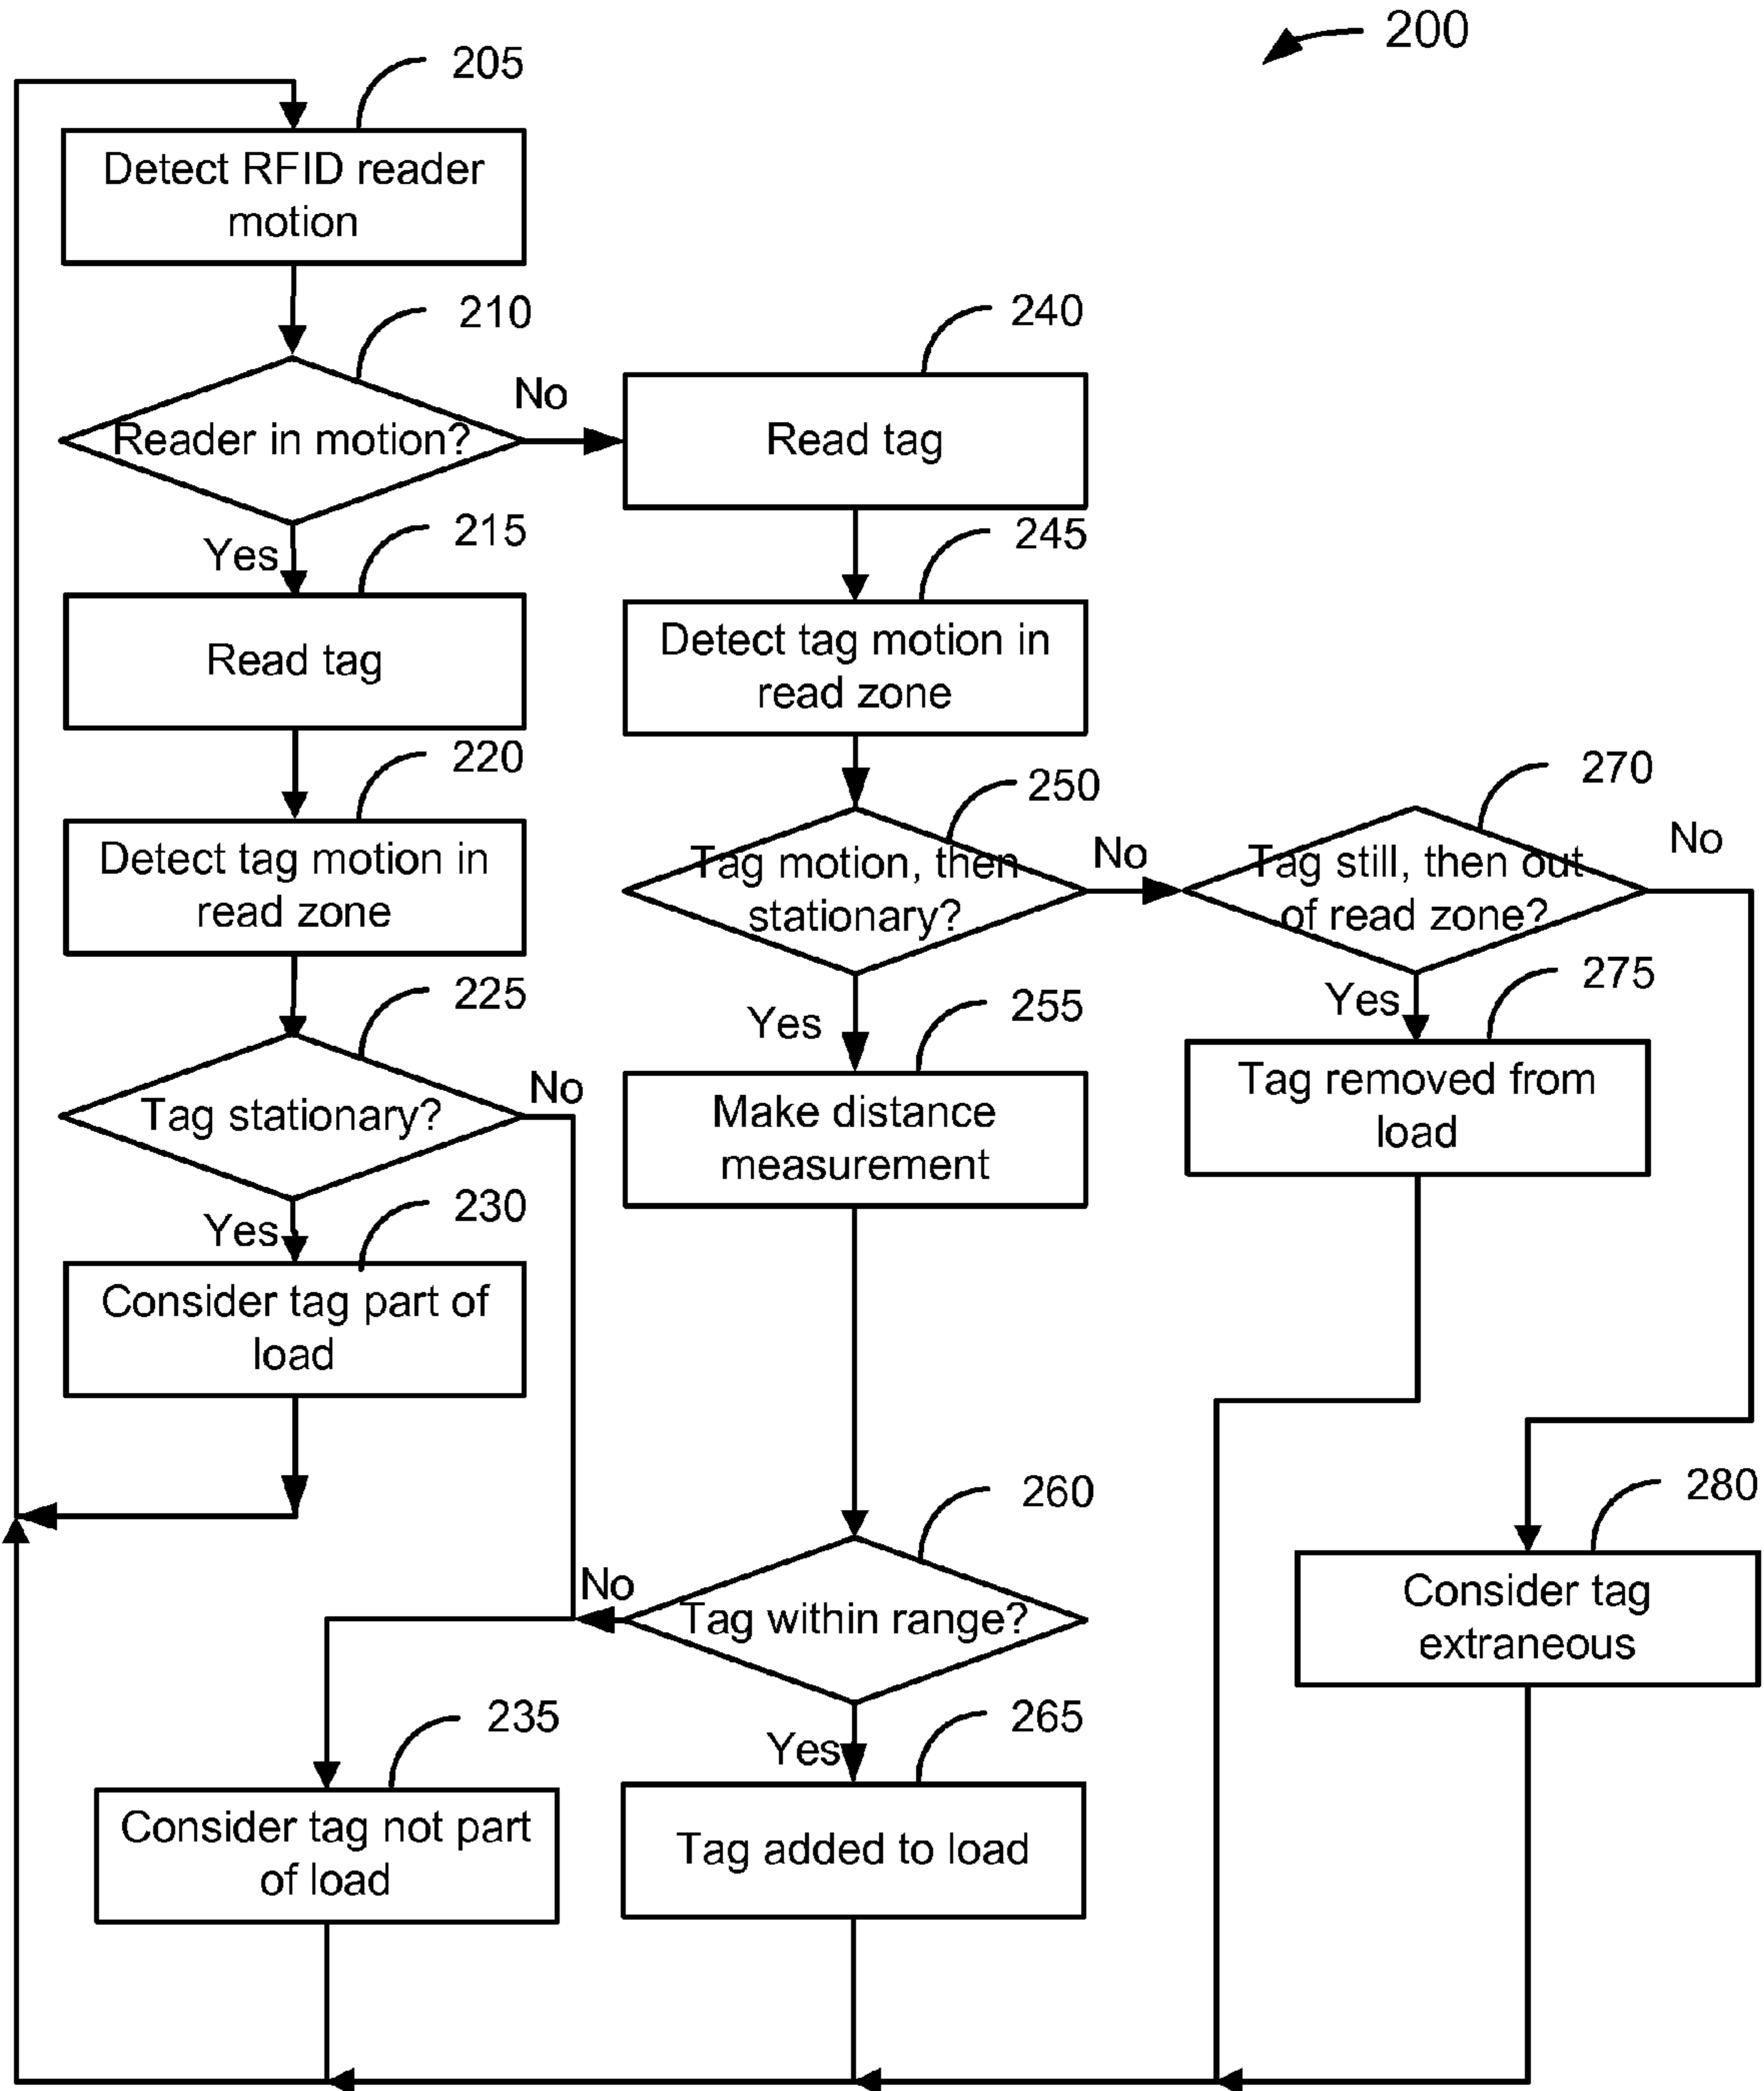 200
205
Detect RFID reader
motion
210
Reader in motion?
No
Yes
240
Read tag
215
Read tag
245
Detect tag motion in
read zone
220
Detect tag motion in
read zone
250
Tag motion, then
stationary?
No
Yes
270
Tag still, then out
of read zone?
No
Yes
225
Tag stationary?
No
Yes
255
Make distance
measurement
275
Tag removed from
load
230
Consider tag part of
load
260
Tag within range?
No
Yes
280
Consider tag
extraneous
235
Consider tag not part
of load
265
Tag added to load